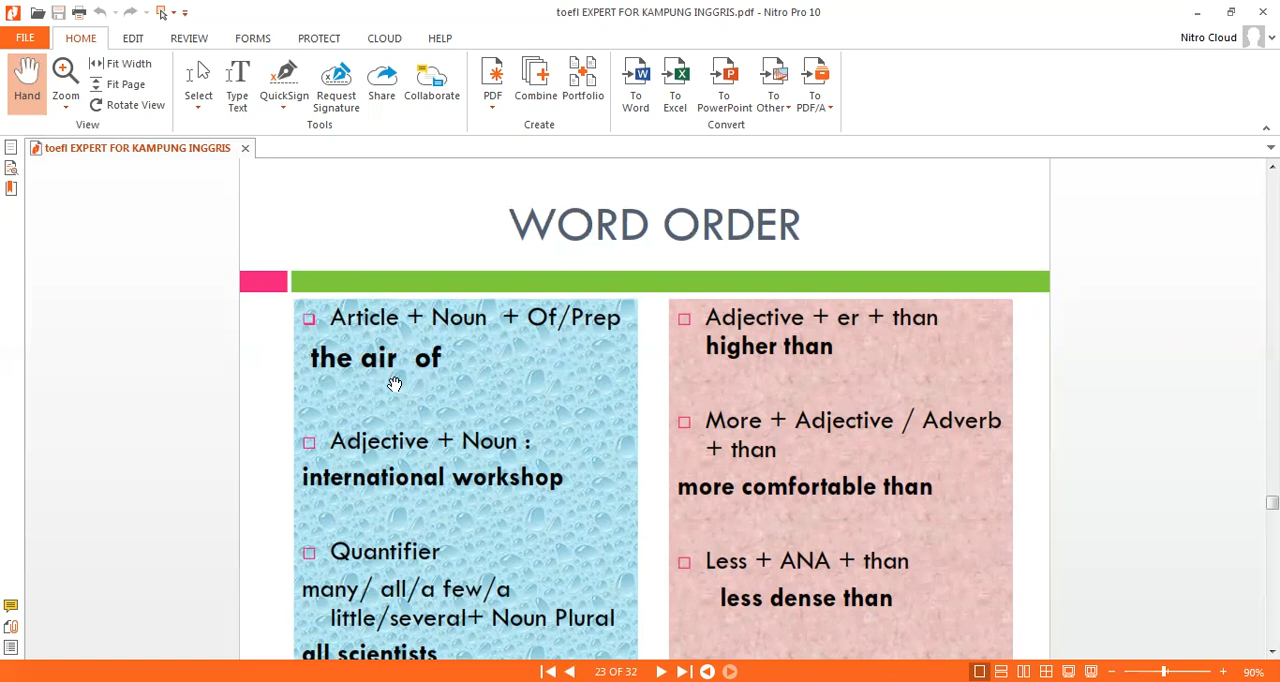 toefl EXPERT FOR KAMPUNG INGGRIS.pdf - Nitro Pro 10
FILE HOME EDIT REVIEW FORMS PROTECT CLOUD HELP Nitro Cloud
Hand
Zoom
Fit Width
Fit Page
Rotate View
View
Select
Type Text
QuickSign
Request Signature
Share
Collaborate
Tools
PDF
Combine
Portfolio
Create
To Word
To Excel
To PowerPoint
To Other
To PDF/A
Convert
toefl EXPERT FOR KAMPUNG INGGRIS
WORD ORDER
Article + Noun + Of/Prep
the air of
Adjective + Noun :
international workshop
Quantifier
many/ all/a few/a
little/several+ Noun Plural
all scientists
Adjective + er + than
higher than
More + Adjective / Adverb
+ than
more comfortable than
Less + ANA + than
less dense than
23 OF 32
90%